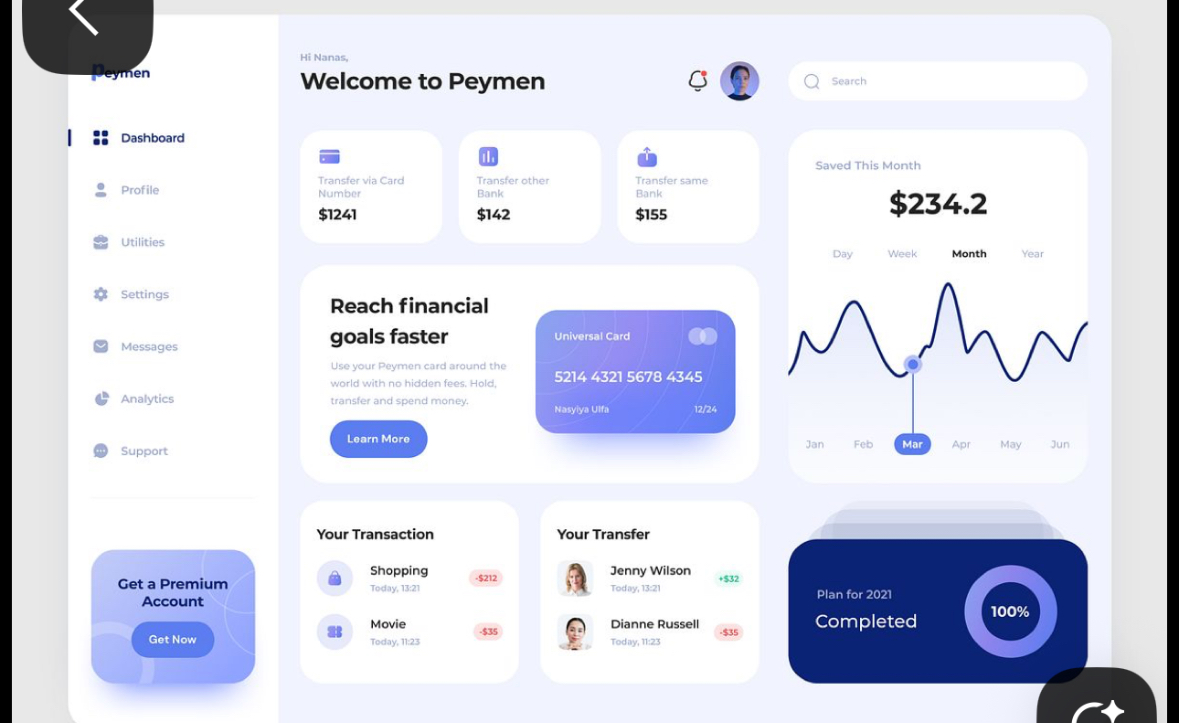 Peymen
Dashboard
Profile
Utilities
Settings
Messages
Analytics
Support
Get a Premium
Account
Get Now
Hi Nanas,
Welcome to Peymen
Search
Transfer via Card
Number
$1241
Transfer other
Bank
$142
Transfer same
Bank
$155
Reach financial
goals faster
Use your Peymen card around the
world with no hidden fees. Hold,
transfer and spend money.
Learn More
Universal Card
5214 4321 5678 4345
Nasyiya Ulfa 12/24
Saved This Month
$234.2
Day Week Month Year
Jan Feb Mar Apr May Jun
Your Transaction
Shopping
Today, 13:21
-$212
Movie
Today, 11:23
-$35
Your Transfer
Jenny Wilson
Today, 13:21
+$32
Dianne Russell
Today, 11:23
-$35
Plan for 2021
Completed
100%